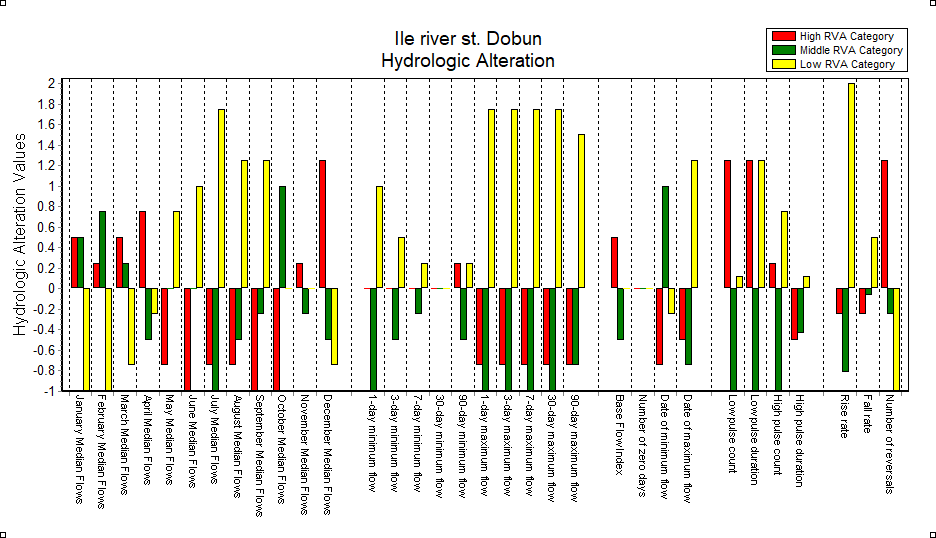 Ile river st. Dobun
Hydrologic Alteration
High RVA Category
Middle RVA Category
Low RVA Category
Hydrologic Alteration Values
2
1.8
1.6
1.4
1.2
1
0.8
0.6
0.4
0.2
0
-0.2
-0.4
-0.6
-0.8
-1
January Median Flows
February Median Flows
March Median Flows
April Median Flows
May Median Flows
June Median Flows
July Median Flows
August Median Flows
September Median Flows
October Median Flows
November Median Flows
December Median Flows
1-day minimum flow
3-day minimum flow
7-day minimum flow
30-day minimum flow
90-day minimum flow
1-day maximum flow
3-day maximum flow
7-day maximum flow
30-day maximum flow
90-day maximum flow
Base Flow Index
Number of zero days
Date of minimum flow
Date of maximum flow
Low pulse count
Low pulse duration
High pulse count
High pulse duration
Rise rate
Fall rate
Number of reversals